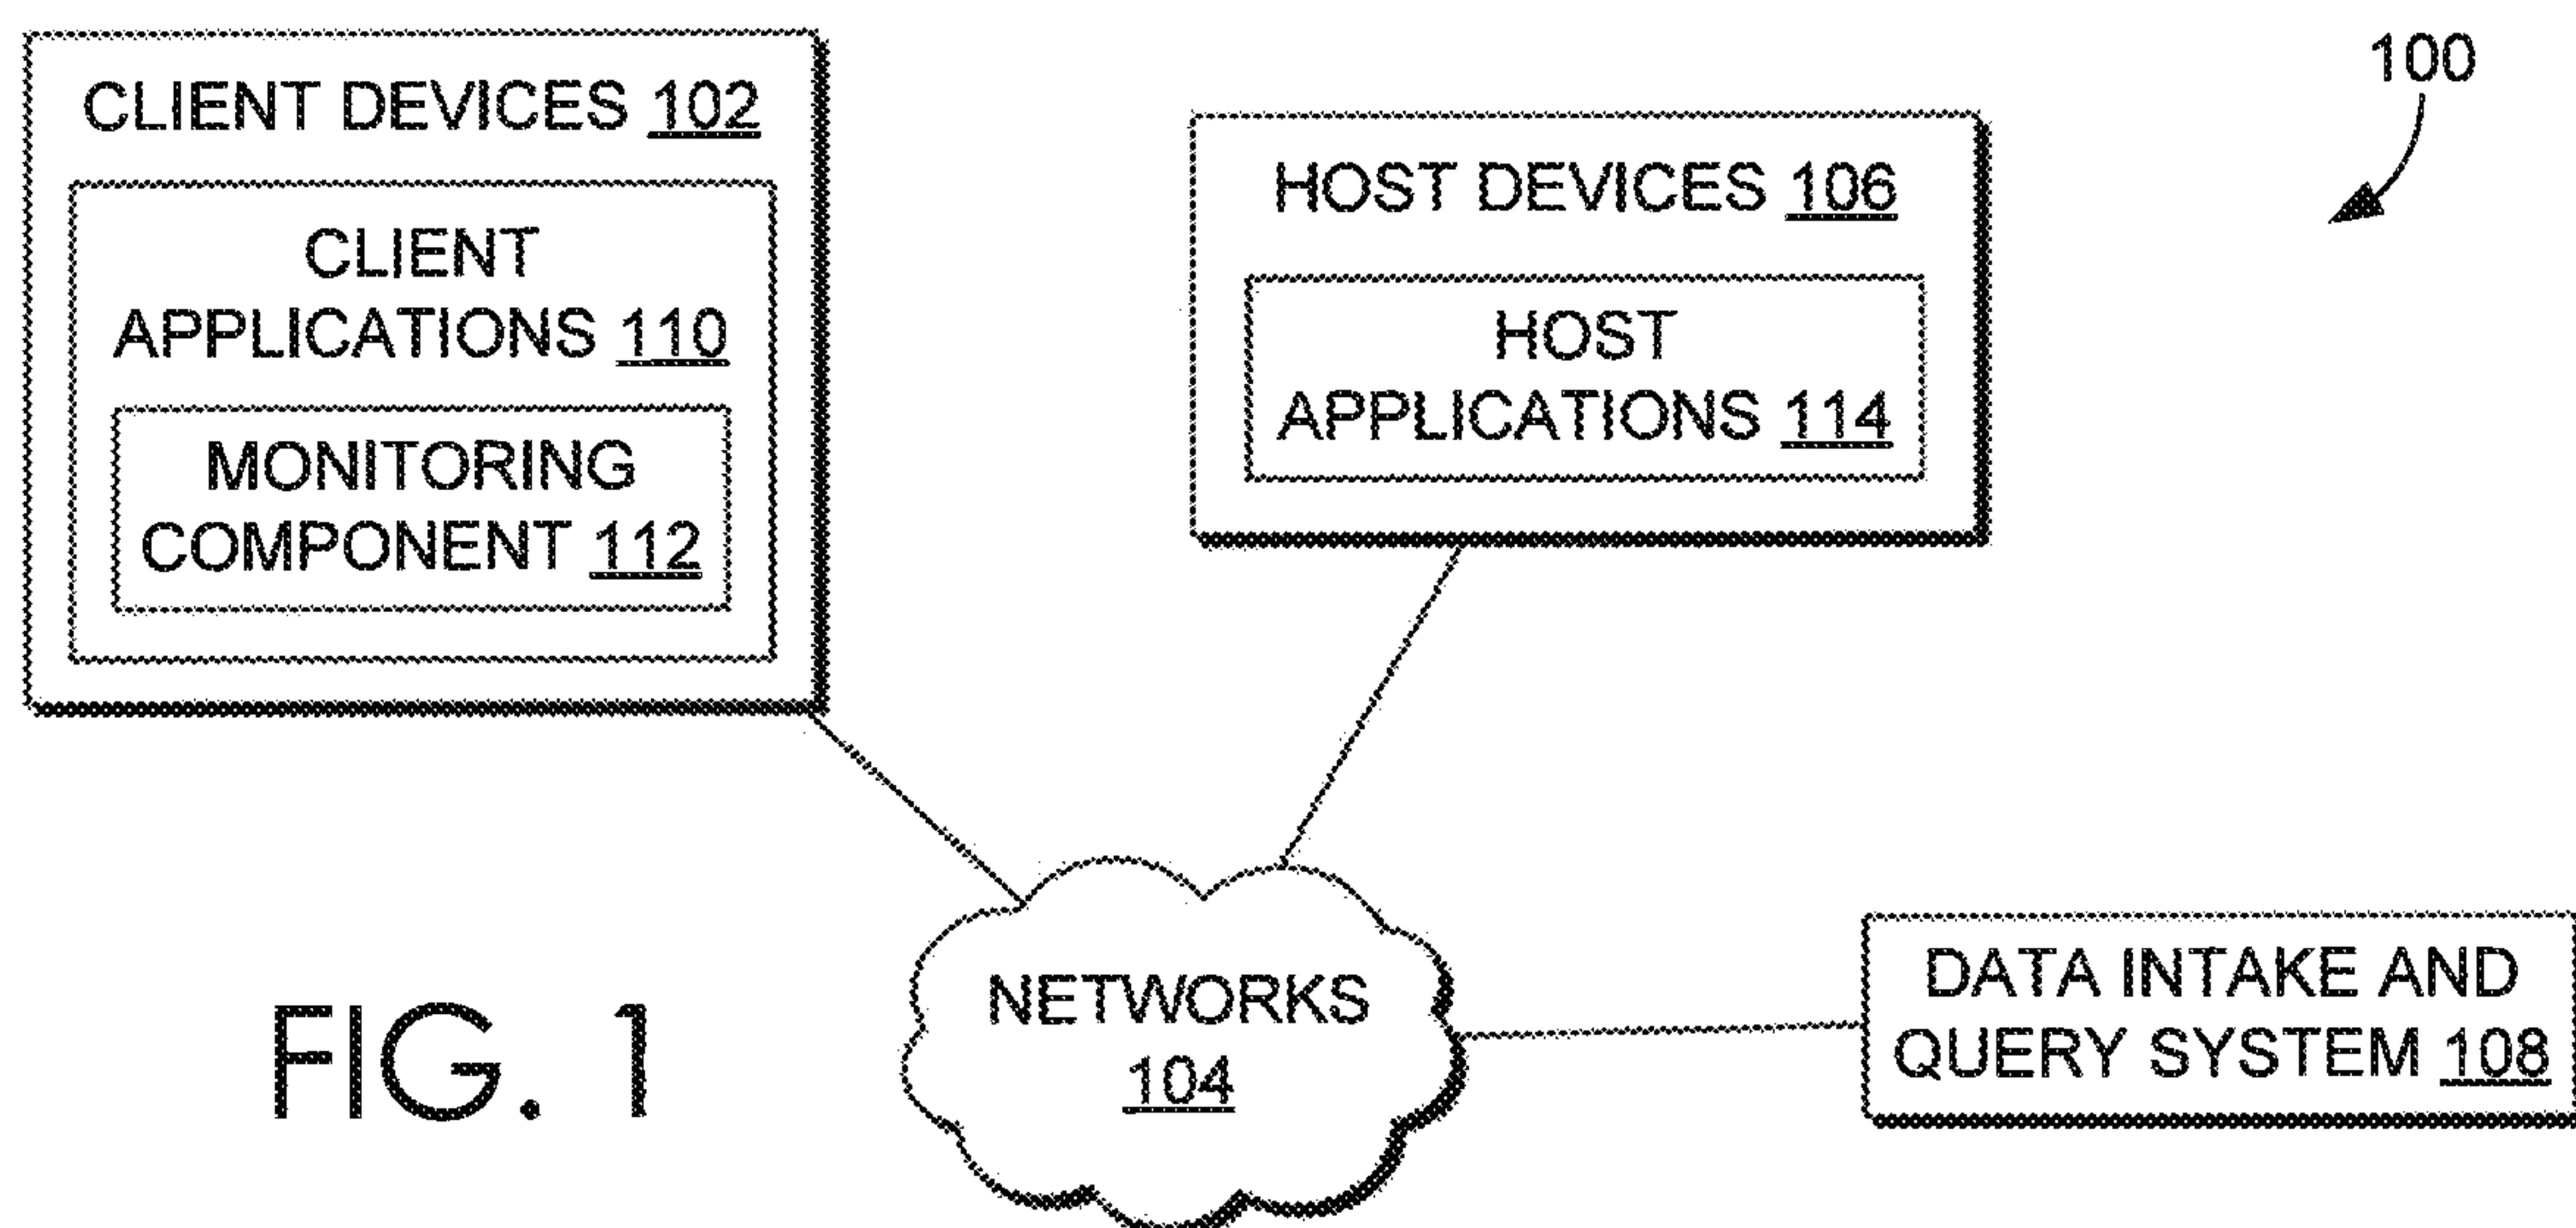 100
CLIENT DEVICES 102
CLIENT
APPLICATIONS 110
MONITORING
COMPONENT 112
HOST DEVICES 106
HOST
APPLICATIONS 114
NETWORKS
104
DATA INTAKE AND
QUERY SYSTEM 108
FIG. 1